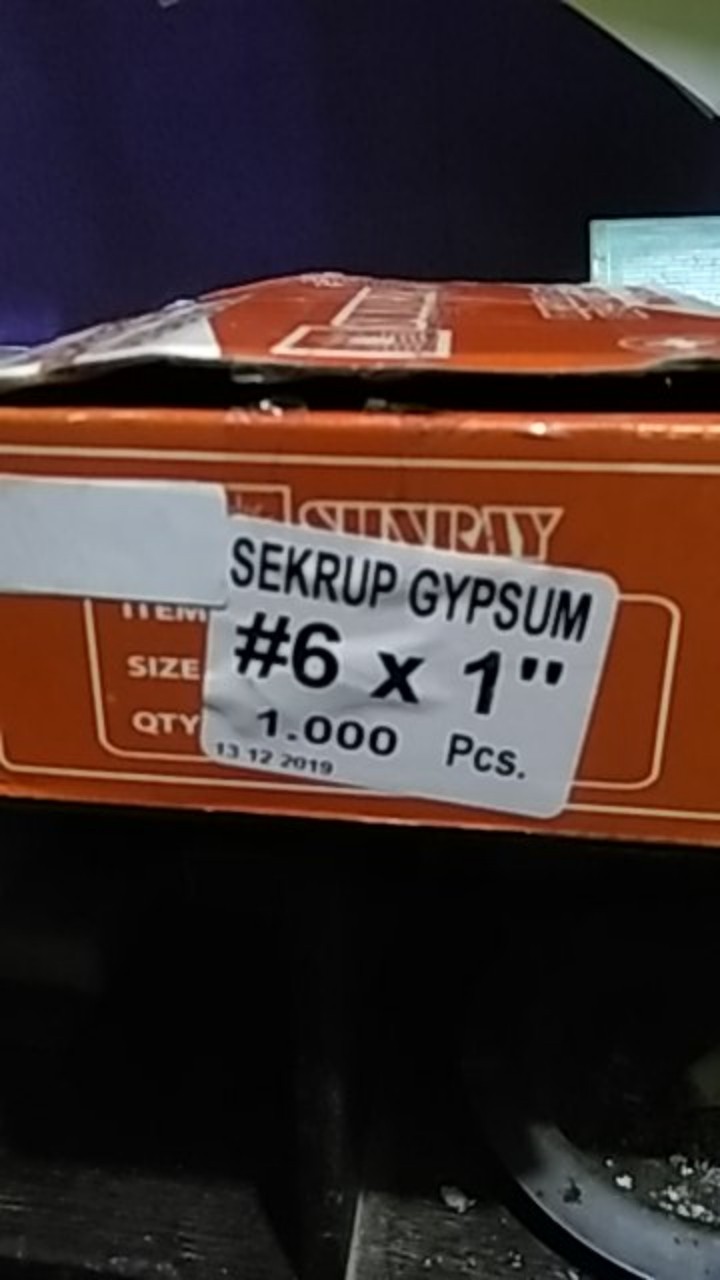 SUNRAY
SEKRUP GYPSUM
ITEM
#6 x 1"
SIZE
QTY
1.000 Pcs.
13.12.2019